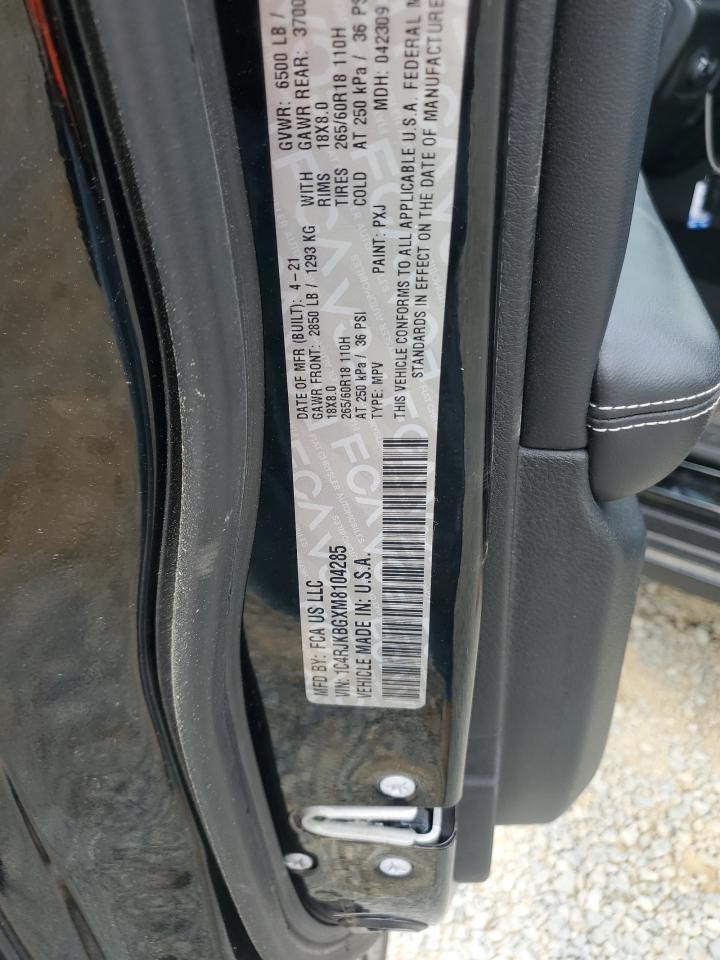 MFD BY: FCA US LLC
DATE OF MFR (BUILT): 4-21
GVWR: 6500 LB /
GAWR FRONT: 2850 LB / 1293 KG
WITH
GAWR REAR: 3700
18X8.0
RIMS
18X8.0
265/60R18 110H
TIRES
265/60R18 110H
AT 250 kPa / 36 PSI
COLD
AT 250 kPa / 36 PSI
VIN: 1C4RJKBGXM8104285
TYPE: MPV
PAINT: PXJ
MDH: 042309
VEHICLE MADE IN: U.S.A.
THIS VEHICLE CONFORMS TO ALL APPLICABLE U.S.A. FEDERAL M
STANDARDS IN EFFECT ON THE DATE OF MANUFACTURE